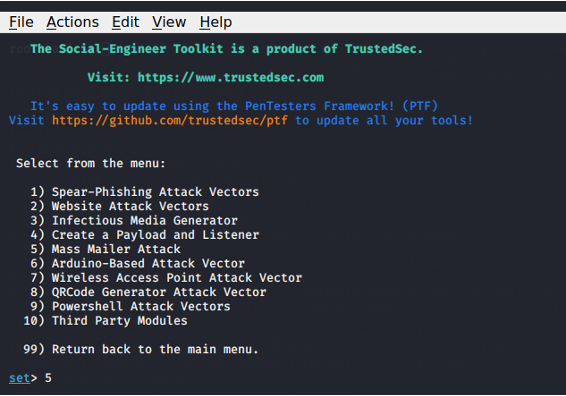 File Actions Edit View Help
The Social-Engineer Toolkit is a product of TrustedSec.
Visit: https://www.trustedsec.com
It's easy to update using the PenTesters Framework! (PTF)
Visit https://github.com/trustedsec/ptf to update all your tools!
Select from the menu:
1) Spear-Phishing Attack Vectors
2) Website Attack Vectors
3) Infectious Media Generator
4) Create a Payload and Listener
5) Mass Mailer Attack
6) Arduino-Based Attack Vector
7) Wireless Access Point Attack Vector
8) QRCode Generator Attack Vector
9) Powershell Attack Vectors
10) Third Party Modules
99) Return back to the main menu.
set> 5